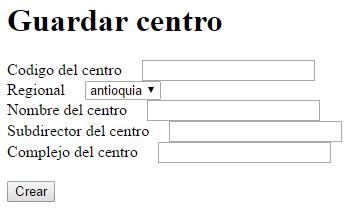 Guardar centro
Codigo del centro
Regional antioquia
Nombre del centro
Subdirector del centro
Complejo del centro
Crear